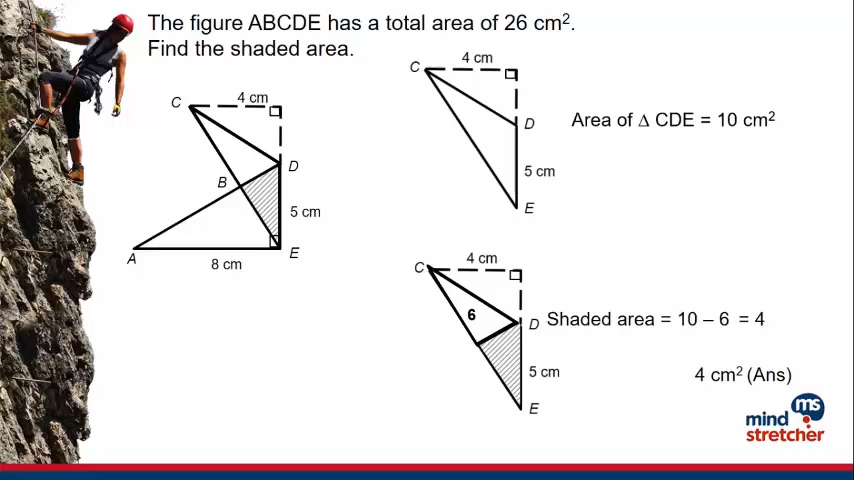 The figure ABCDE has a total area of 26 cm².
Find the shaded area.
C
4 cm
D
B
5 cm
A
8 cm
E
C
4 cm
D
Area of ∆ CDE = 10 cm²
5 cm
E
C
4 cm
6
D
Shaded area = 10 – 6 = 4
5 cm
4 cm² (Ans)
E
ms
mind
stretcher